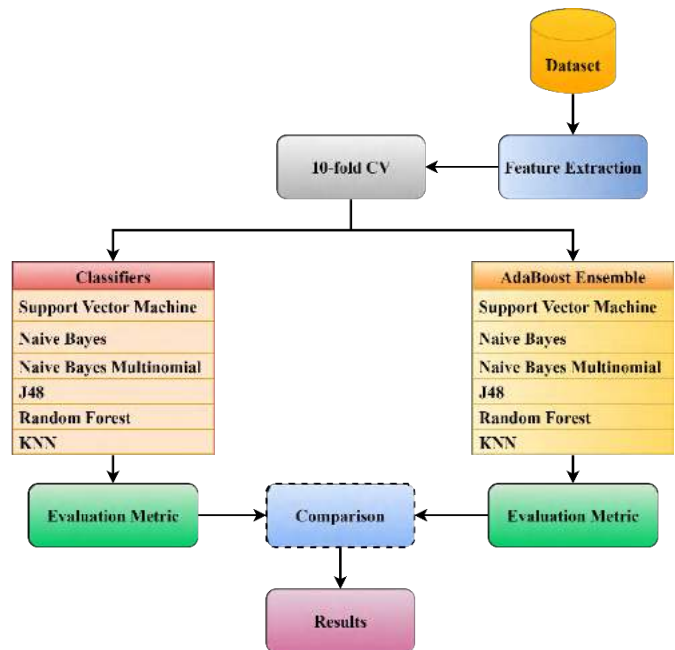 Dataset
10-fold CV
Feature Extraction
Classifiers
Support Vector Machine
Naive Bayes
Naive Bayes Multinomial
J48
Random Forest
KNN
AdaBoost Ensemble
Support Vector Machine
Naive Bayes
Naive Bayes Multinomial
J48
Random Forest
KNN
Evaluation Metric
Comparison
Evaluation Metric
Results